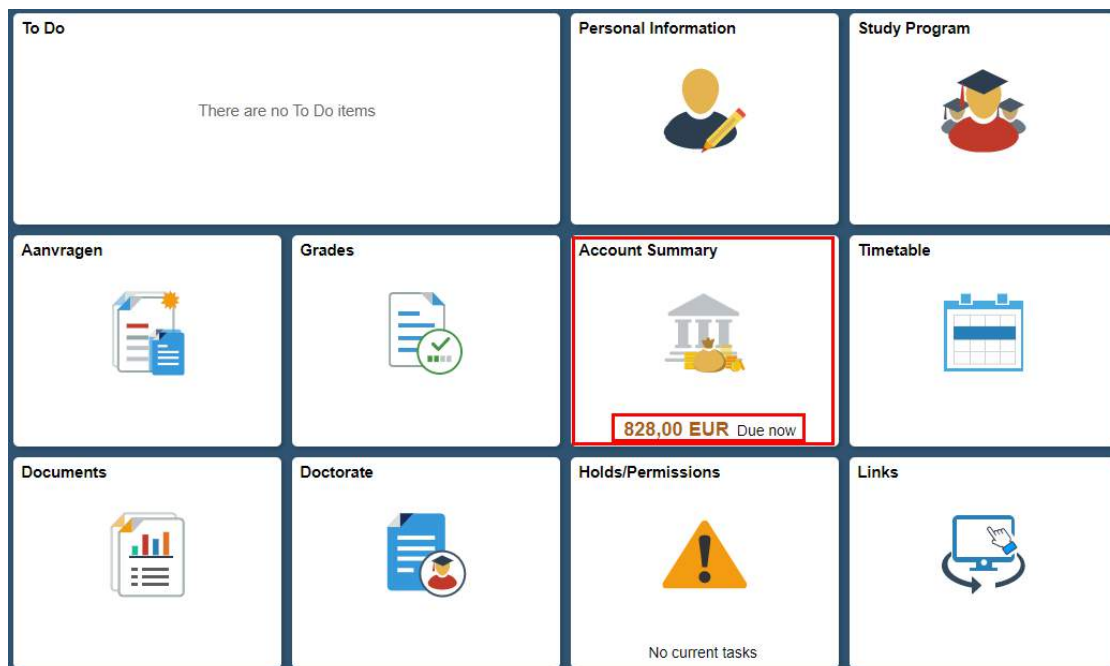 To Do
There are no To Do items
Personal Information
Study Program
Aanvragen
Grades
Account Summary
828,00 EUR Due now
Timetable
Documents
Doctorate
Holds/Permissions
No current tasks
Links